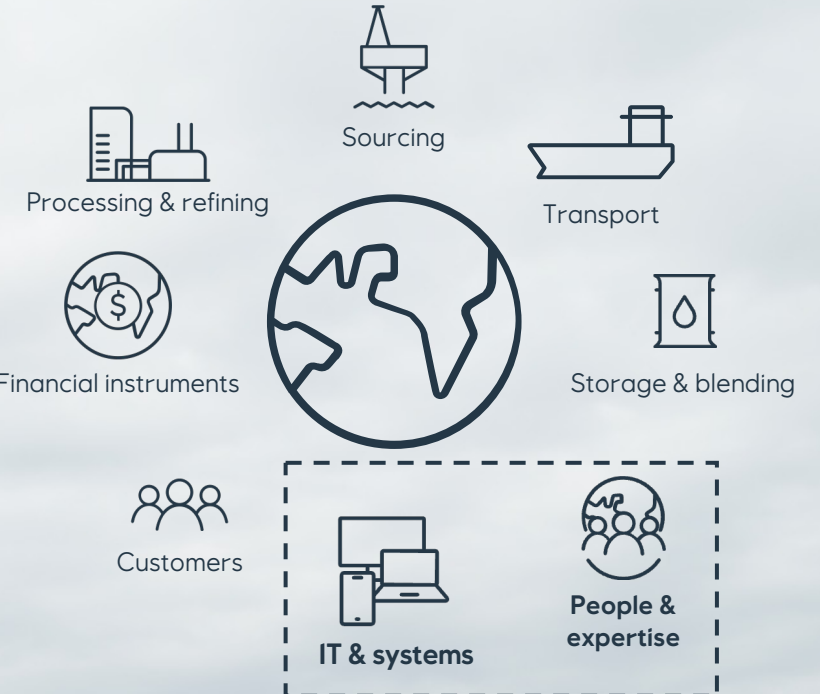 Sourcing
Processing & refining
Transport
$
Financial instruments
Storage & blending
Customers
People &
expertise
IT & systems